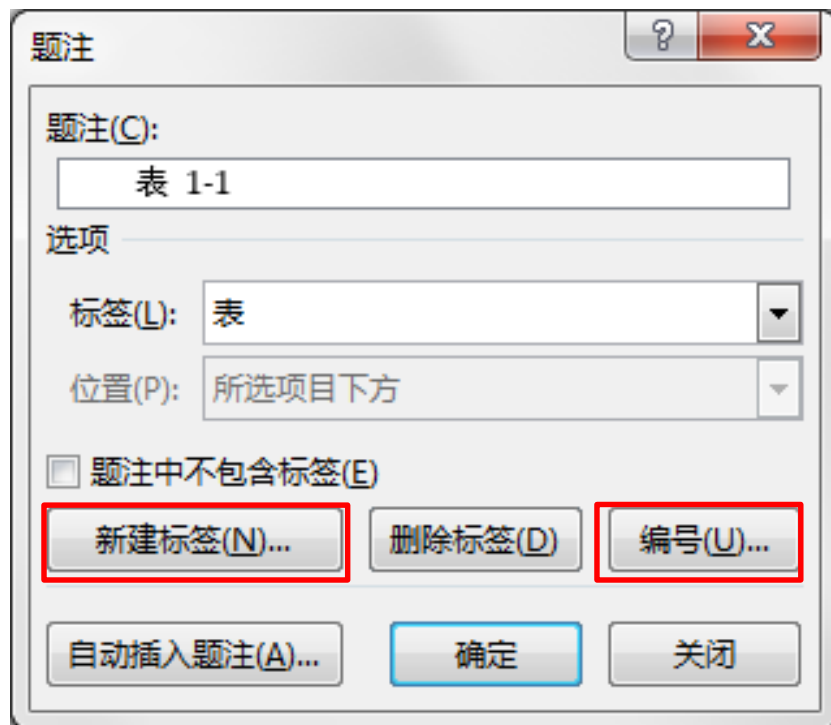 题注
题注(C):
表 1-1
选项
标签(L): 表
位置(P): 所选项目下方
题注中不包含标签(E)
新建标签(N)... 删除标签(D) 编号(U)...
自动插入题注(A)... 确定 关闭